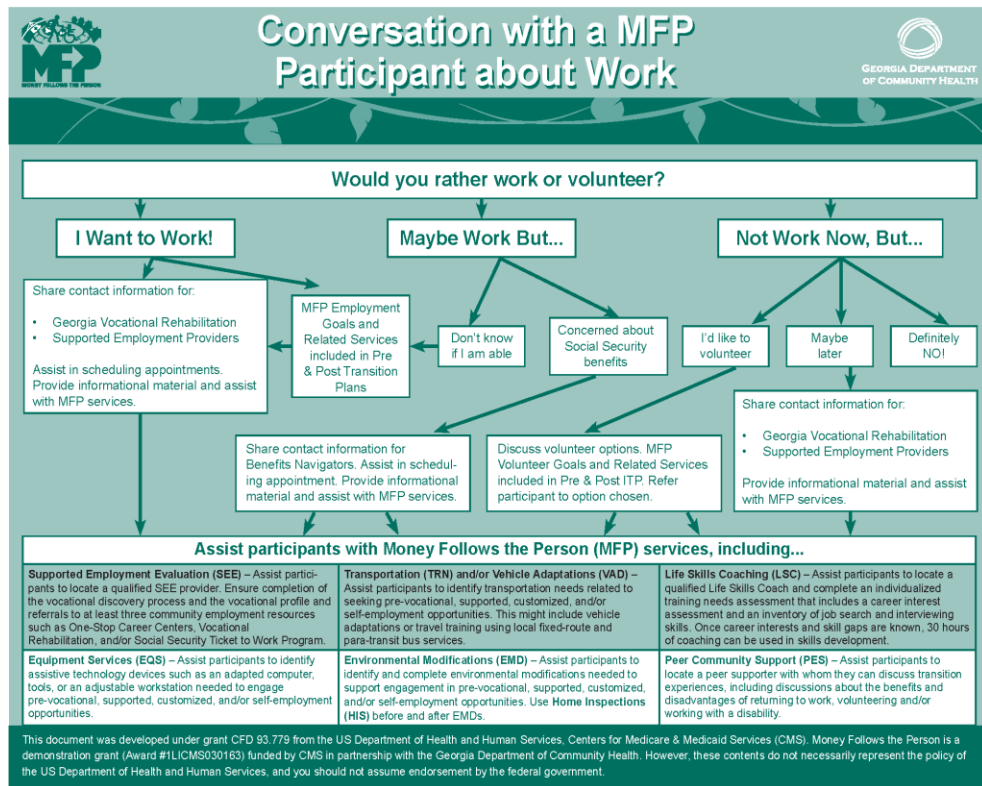 MFP
MONEY FOLLOWS THE PERSON
Conversation with a MFP
Participant about Work
GEORGIA DEPARTMENT
OF COMMUNITY HEALTH
Would you rather work or volunteer?
I Want to Work!
Maybe Work But...
Not Work Now, But...
Share contact information for:
• Georgia Vocational Rehabilitation
• Supported Employment Providers
Assist in scheduling appointments.
Provide informational material and assist
with MFP services.
MFP Employment
Goals and
Related Services
included in Pre
& Post Transition
Plans
Don't know
if I am able
Concerned about
Social Security
benefits
I'd like to
volunteer
Maybe
later
Definitely
NO!
Share contact information for
Benefits Navigators. Assist in schedul-
ing appointment. Provide informational
material and assist with MFP services.
Discuss volunteer options. MFP
Volunteer Goals and Related Services
included in Pre & Post ITP. Refer
participant to option chosen.
Share contact information for:
• Georgia Vocational Rehabilitation
• Supported Employment Providers
Provide informational material and assist
with MFP services.
Assist participants with Money Follows the Person (MFP) services, including...
Supported Employment Evaluation (SEE) – Assist partici-
pants to locate a qualified SEE provider. Ensure completion
of the vocational discovery process and the vocational profile and
referrals to at least three community employment resources
such as One-Stop Career Centers, Vocational
Rehabilitation, and/or Social Security Ticket to Work Program.
Transportation (TRN) and/or Vehicle Adaptations (VAD) –
Assist participants to identify transportation needs related to
seeking pre-vocational, supported, customized, and/or
self-employment opportunities. This might include vehicle
adaptations or travel training using local fixed-route and
para-transit bus services.
Life Skills Coaching (LSC) – Assist participants to locate a
qualified Life Skills Coach and complete an individualized
training needs assessment that includes a career interest
assessment and an inventory of job search and interviewing
skills. Once career interests and skill gaps are known, 30 hours
of coaching can be used in skills development.
Equipment Services (EQS) – Assist participants to identify
assistive technology devices such as an adapted computer,
tools, or an adjustable workstation needed to engage
pre-vocational, supported, customized, and/or self-employment
opportunities.
Environmental Modifications (EMD) – Assist participants to
identify and complete environmental modifications needed to
support engagement in pre-vocational, supported, customized,
and/or self-employment opportunities. Use Home Inspections
(HIS) before and after EMDs.
Peer Community Support (PES) – Assist participants to
locate a peer supporter with whom they can discuss transition
experiences, including discussions about the benefits and
disadvantages of returning to work, volunteering and/or
working with a disability.
This document was developed under grant CFD 93.779 from the US Department of Health and Human Services, Centers for Medicare & Medicaid Services (CMS). Money Follows the Person is a
demonstration grant (Award #1LICMS030163) funded by CMS in partnership with the Georgia Department of Community Health. However, these contents do not necessarily represent the policy of
the US Department of Health and Human Services, and you should not assume endorsement by the federal government.